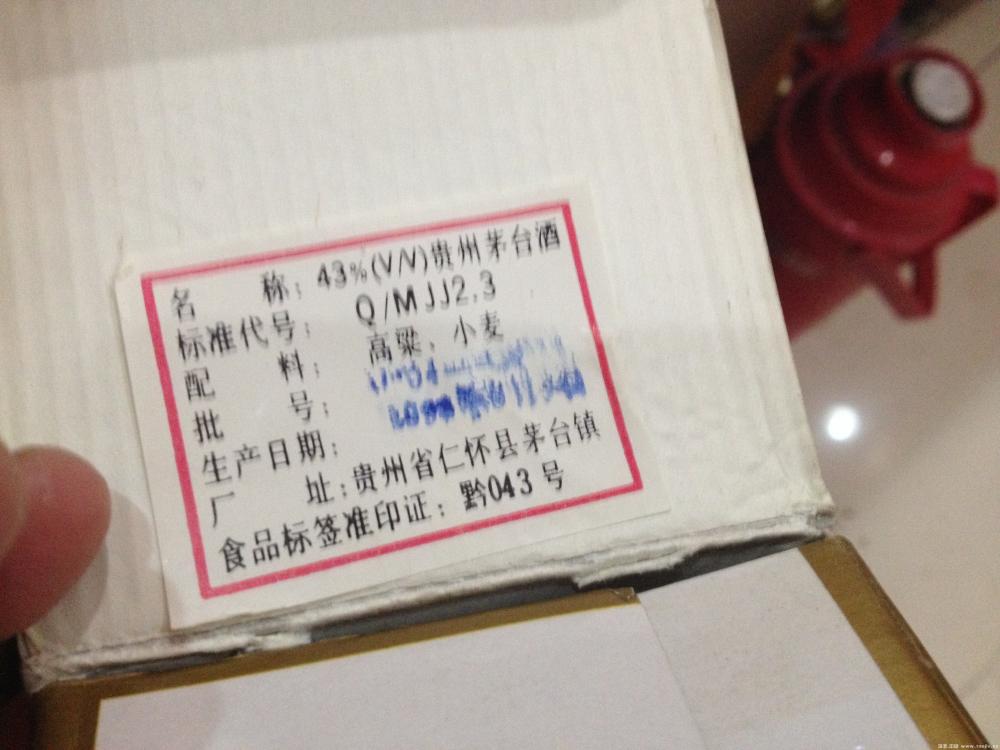 名 称: 43%(V/V)贵州茅台酒
标准代号: Q/MJJ2.3
配 料: 高粱、小麦
批 号:
生产日期:
厂 址:贵州省仁怀县茅台镇
食品标签准印证: 黔043号